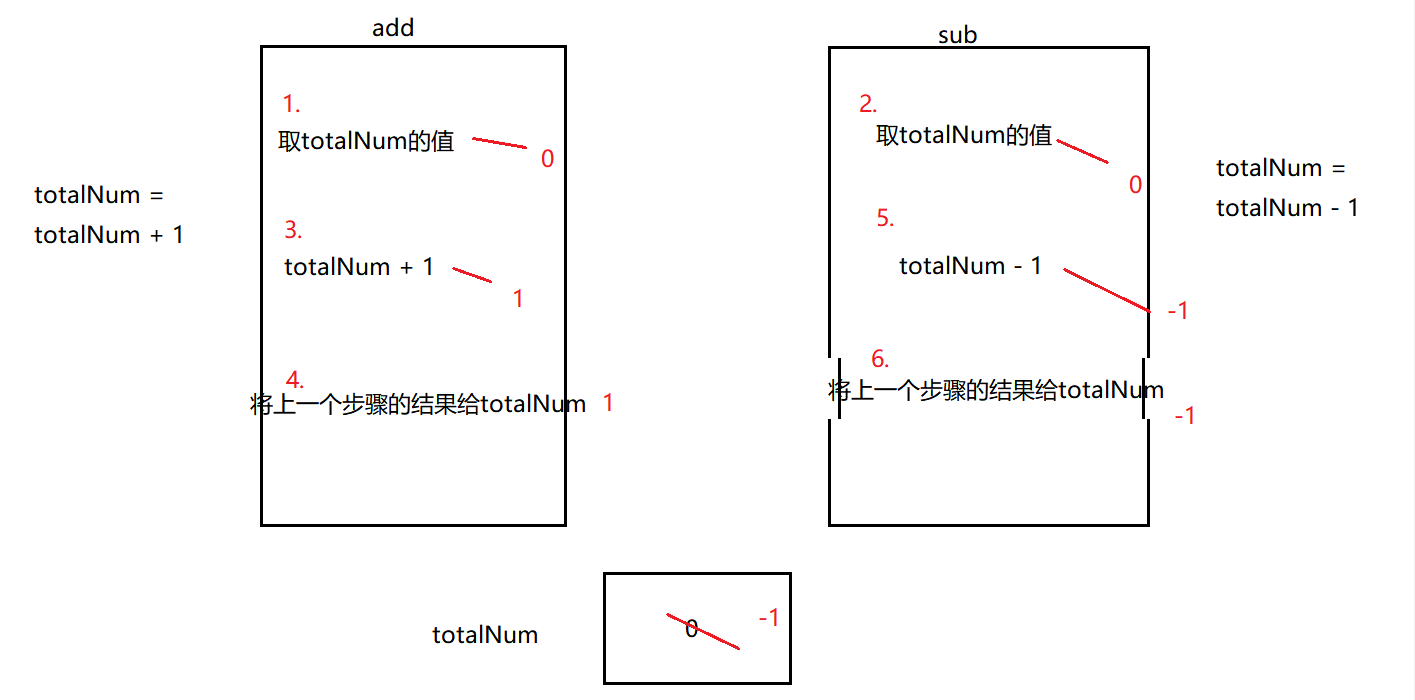 add
sub
1.
取totalNum的值
0
2.
取totalNum的值
0
totalNum =
totalNum + 1
totalNum =
totalNum - 1
3.
totalNum + 1
1
5.
totalNum - 1
-1
4.
将上一个步骤的结果给totalNum 1
6.
将上一个步骤的结果给totalNum
-1
totalNum
0
-1